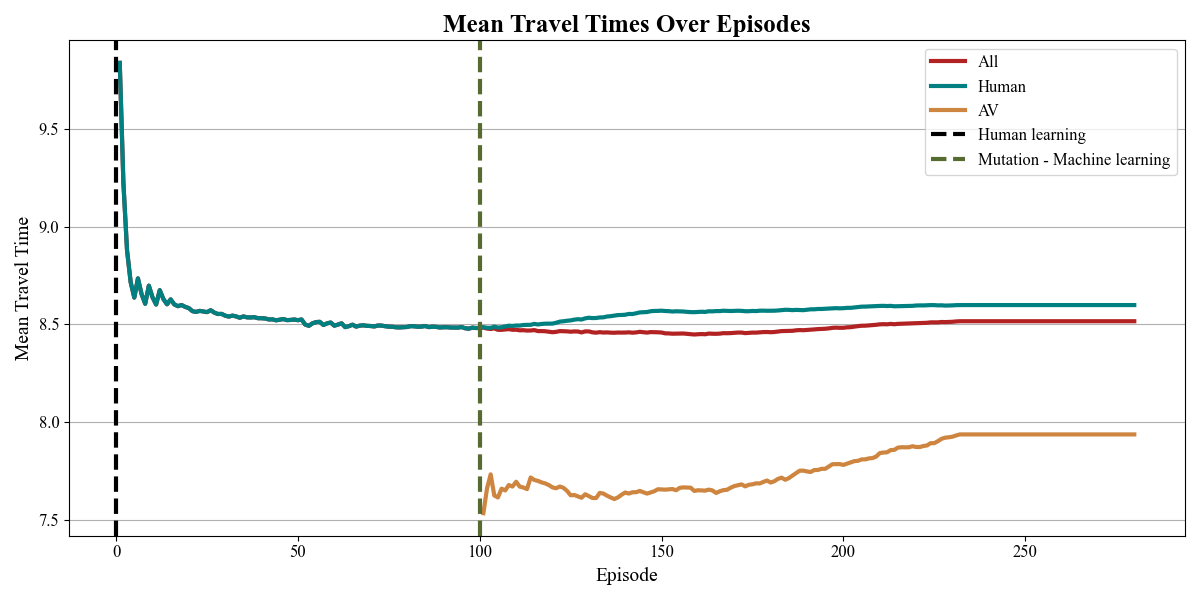 Mean Travel Times Over Episodes
All
Human
AV
Human learning
Mutation - Machine learning
Mean Travel Time
9.5
9.0
8.5
8.0
7.5
0 50 100 150 200 250
Episode